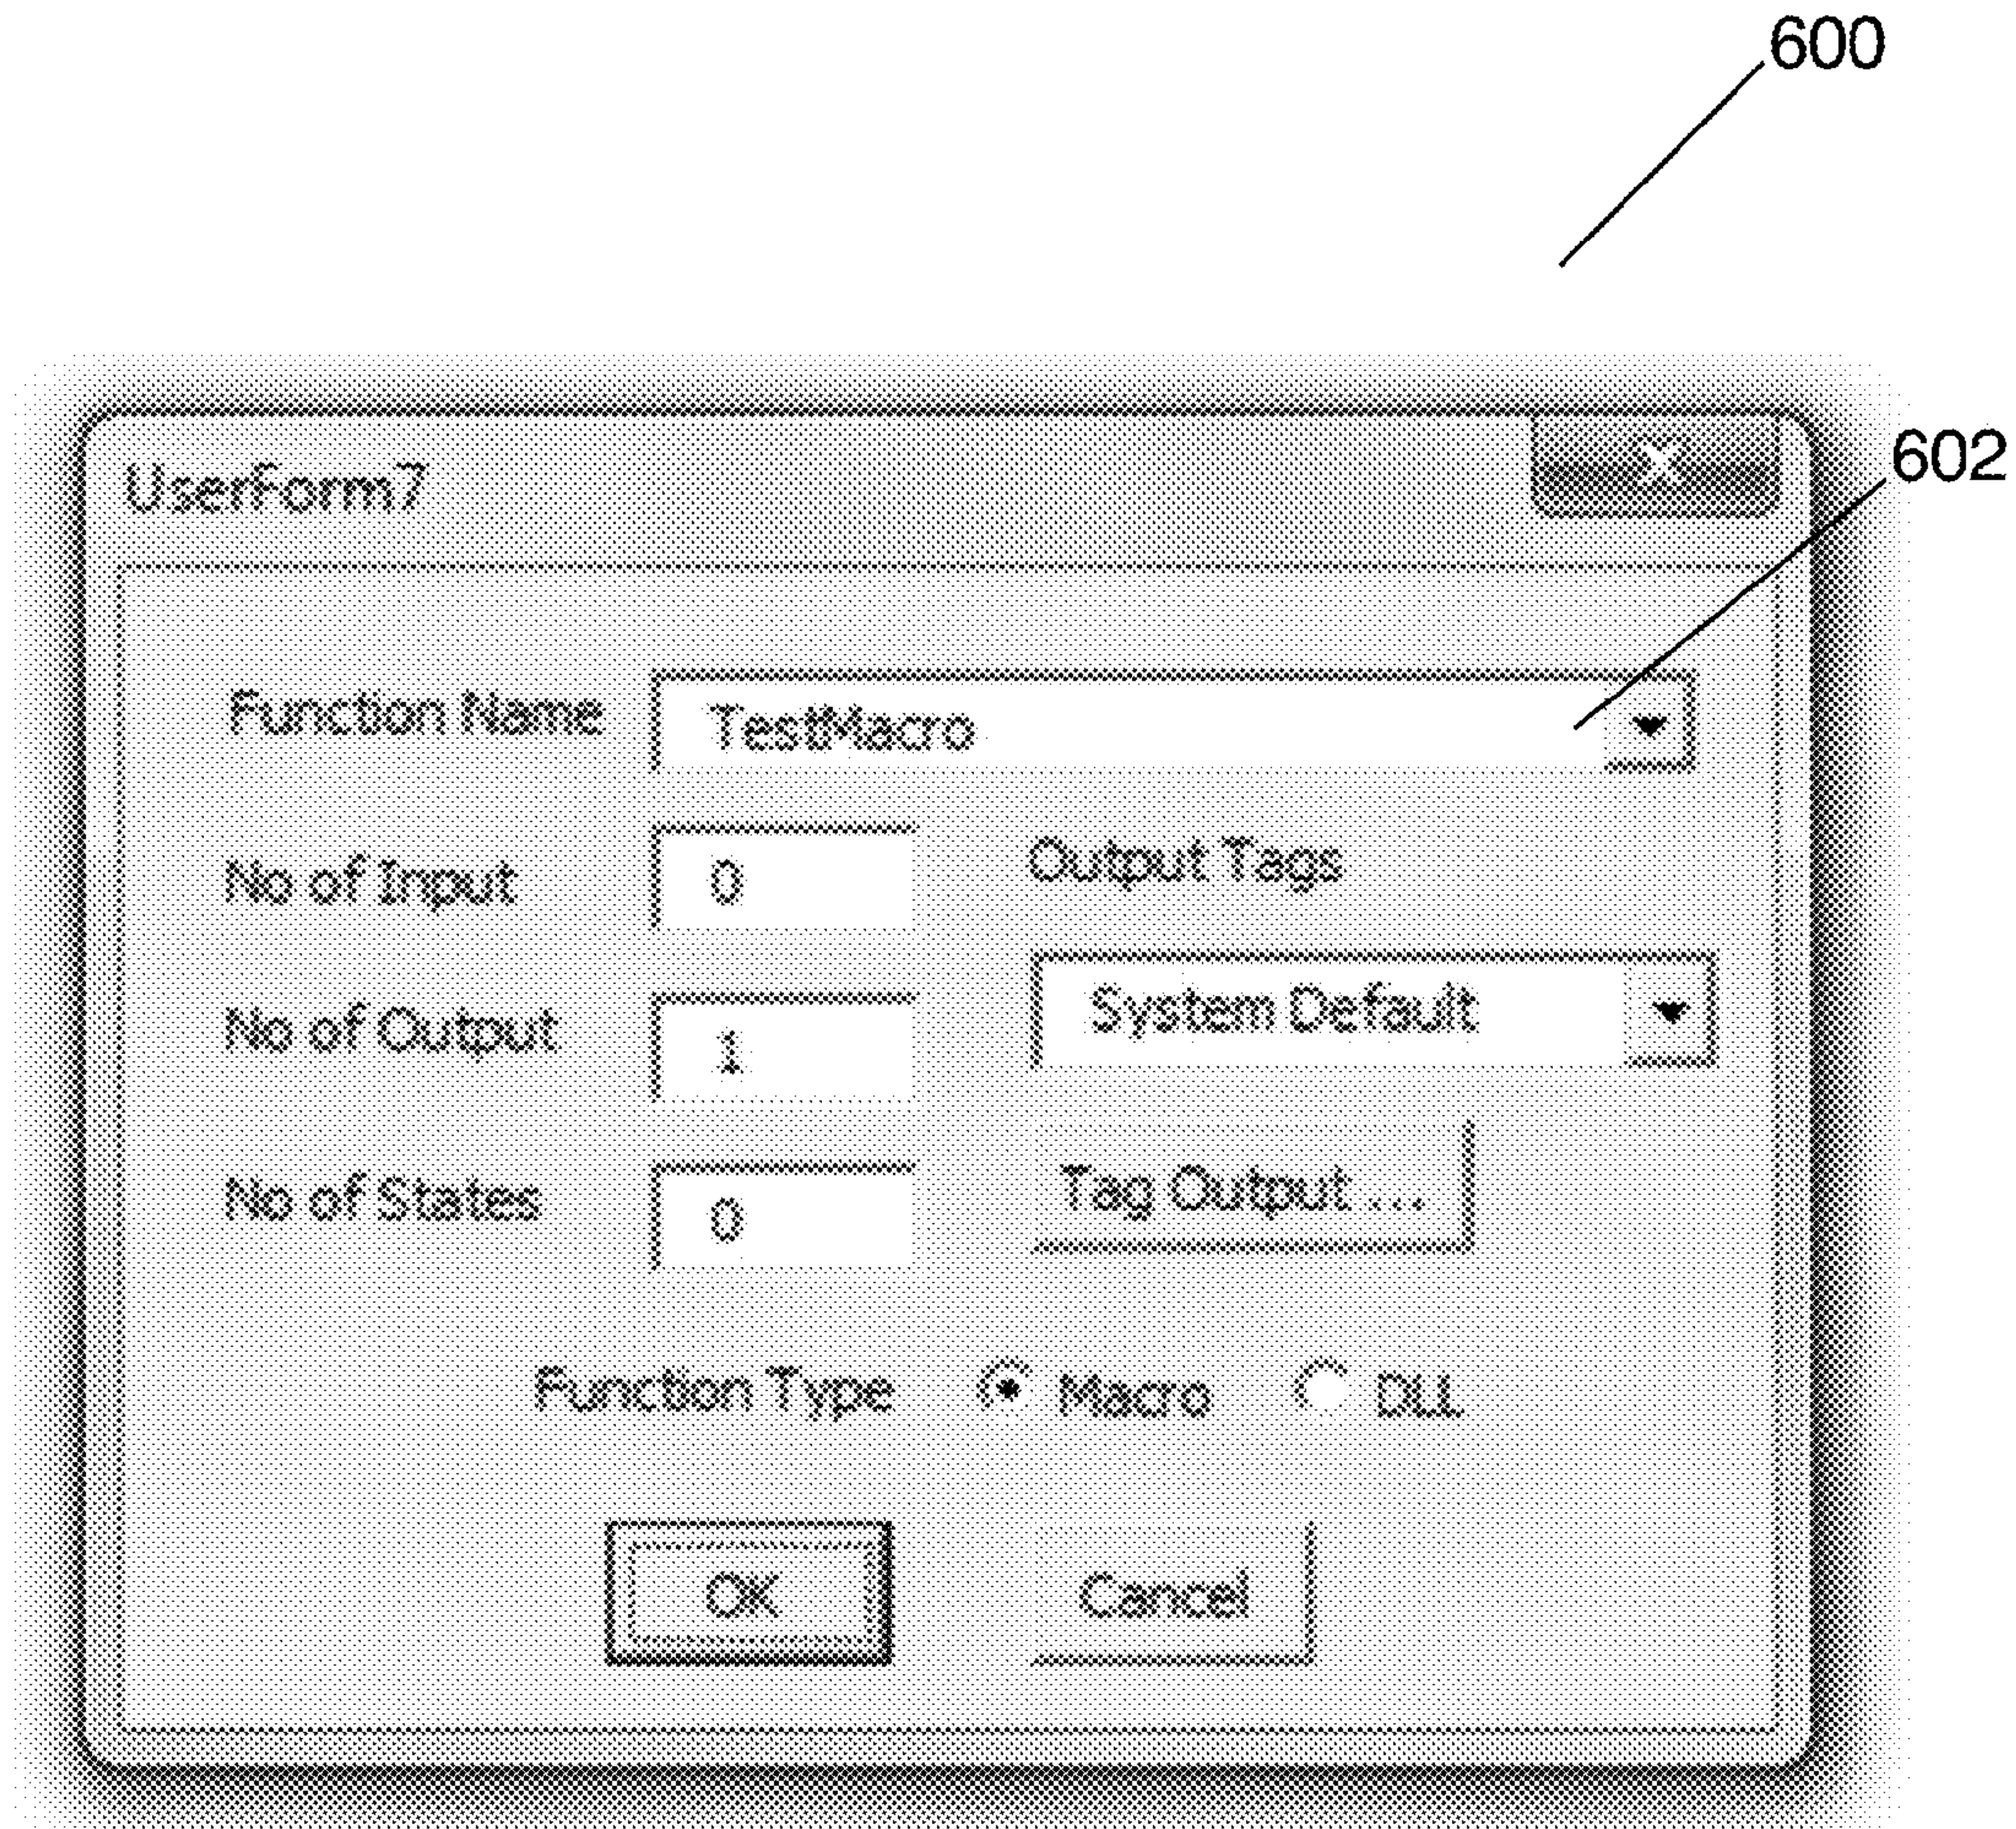 600
602
UserForm7
X
Function Name TestMacro
No of Input 0 Output Tags
No of Output 1 System Default
No of States 0 Tag Output ...
Function Type Macro DLL
OK Cancel